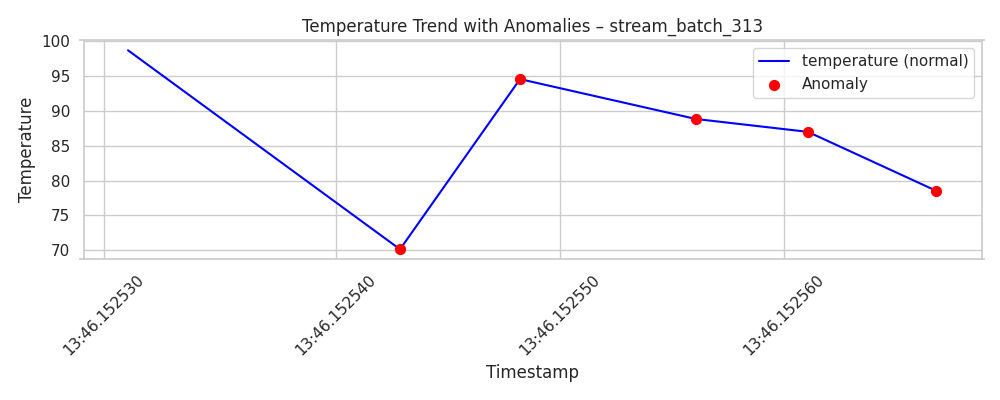 Temperature Trend with Anomalies – stream_batch_313
100
95
90
85
80
75
70
Temperature
temperature (normal)
Anomaly
13:46.152530
13:46.152540
13:46.152550
13:46.152560
Timestamp